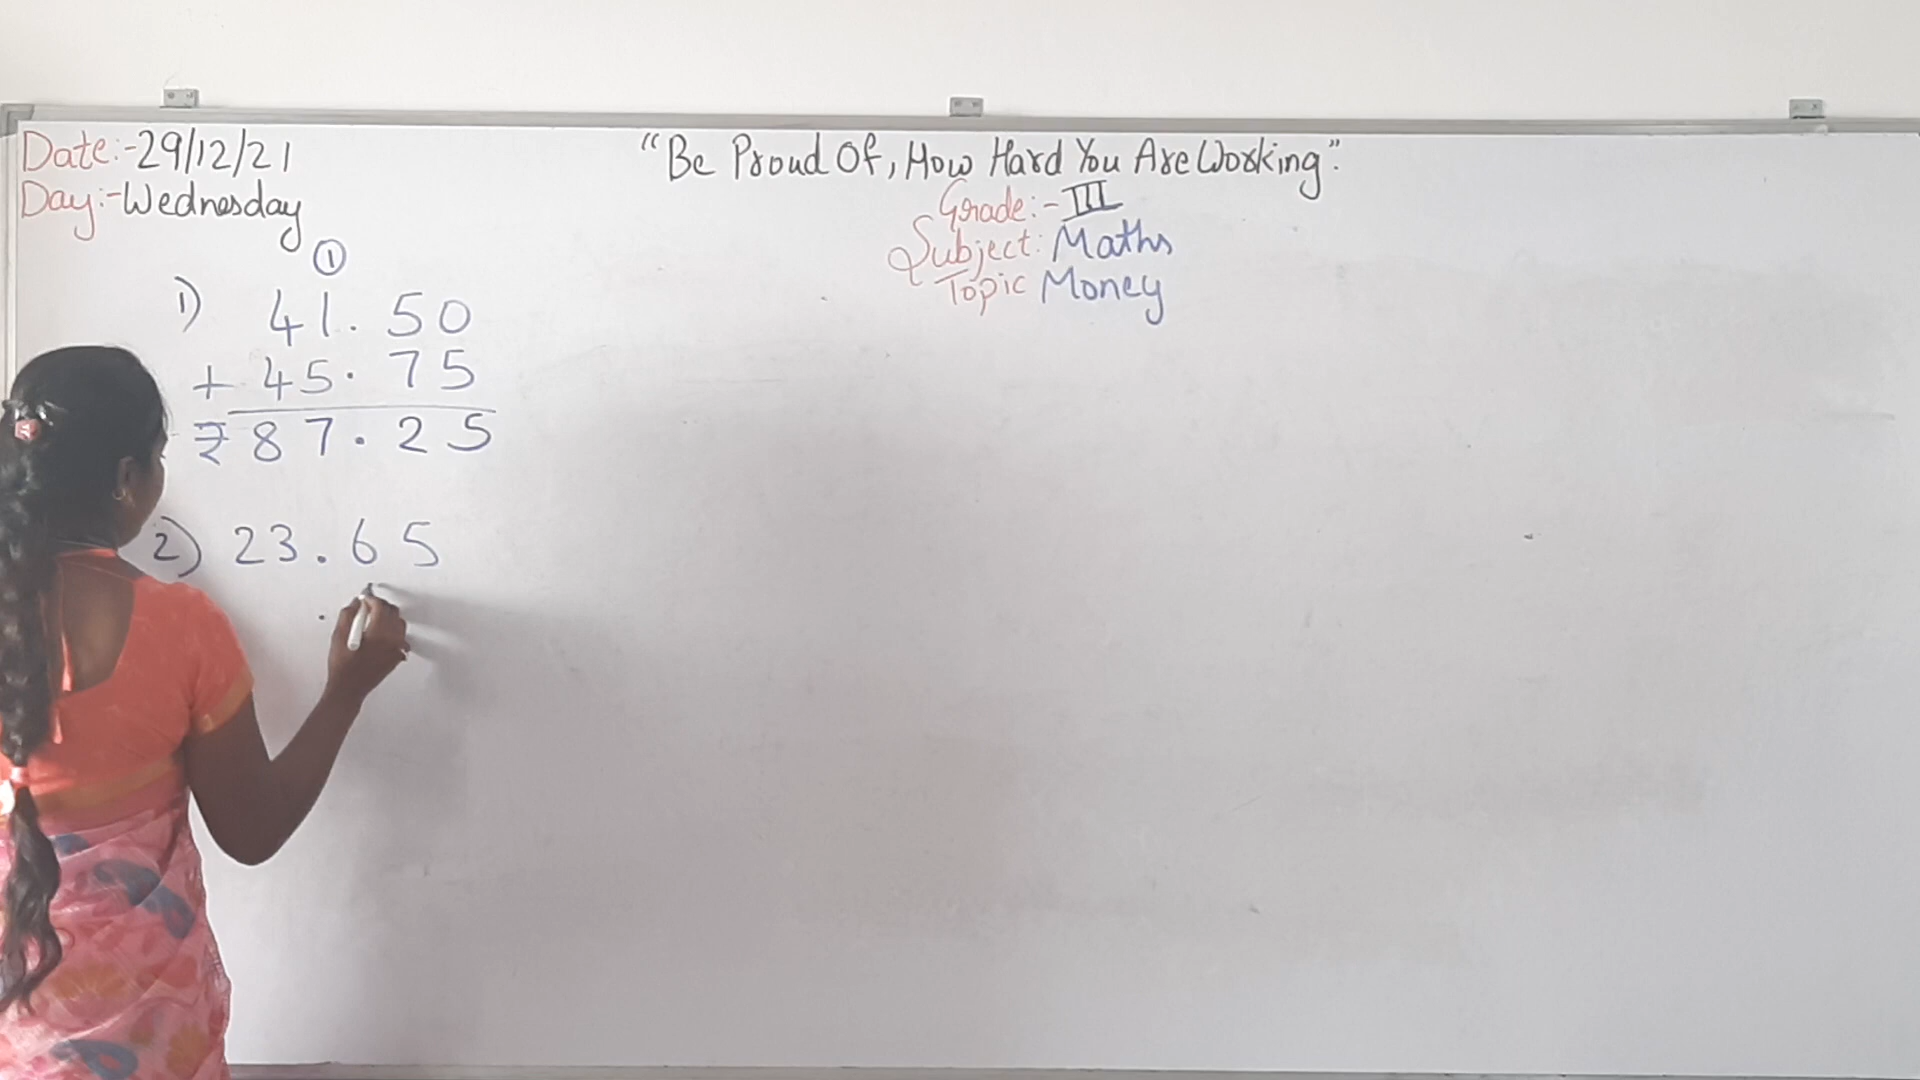 Date:-29/12/21
Day:-Wednesday
"Be Proud Of, How Hard You Are Working".
Grade:- III
Subject: Maths
Topic Money
1
1) 41.50
+ 45.75
₹ 87.25
2) 23.65
.